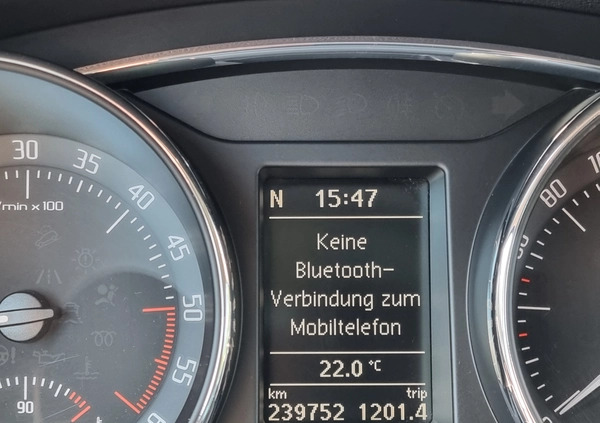 30
35
40
45
50
55
/min x 100
90
N 15:47
Keine
Bluetooth-
Verbindung zum
Mobiltelefon
22.0 °C
km trip
239752 1201.4
80